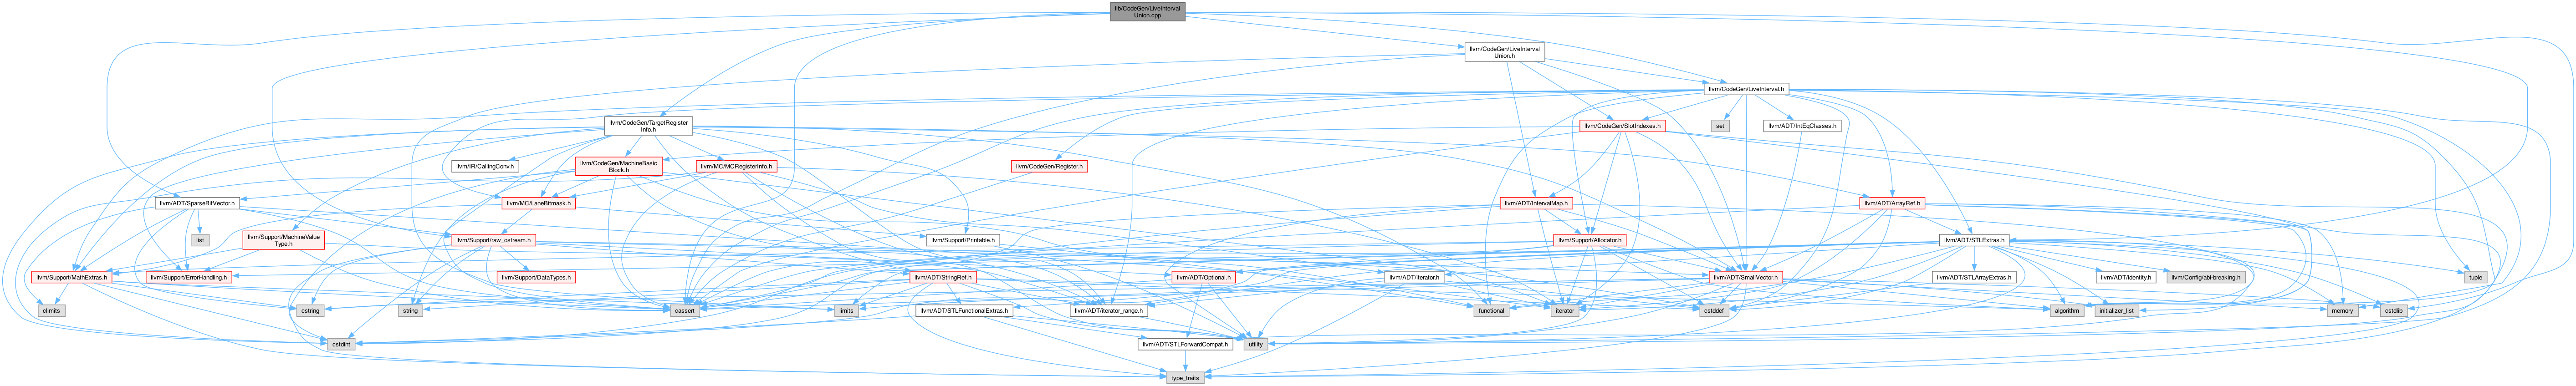 lib/CodeGen/LiveInterval
Union.cpp
llvm/CodeGen/LiveInterval
Union.h
llvm/CodeGen/LiveInterval.h
llvm/CodeGen/TargetRegister
Info.h
llvm/CodeGen/SlotIndexes.h
set
llvm/ADT/IntEqClasses.h
llvm/IR/CallingConv.h
llvm/CodeGen/MachineBasic
Block.h
llvm/MC/MCRegisterInfo.h
llvm/CodeGen/Register.h
llvm/ADT/SparseBitVector.h
llvm/MC/LaneBitmask.h
llvm/ADT/IntervalMap.h
llvm/ADT/ArrayRef.h
list
llvm/Support/MachineValue
Type.h
llvm/Support/raw_ostream.h
llvm/Support/Printable.h
llvm/Support/Allocator.h
llvm/ADT/STLExtras.h
llvm/Support/MathExtras.h
llvm/Support/ErrorHandling.h
llvm/Support/DataTypes.h
llvm/ADT/StringRef.h
llvm/ADT/Optional.h
llvm/ADT/iterator.h
llvm/ADT/SmallVector.h
llvm/ADT/STLArrayExtras.h
llvm/ADT/identity.h
llvm/Config/abi-breaking.h
tuple
climits
cstring
string
cassert
limits
llvm/ADT/STLFunctionalExtras.h
llvm/ADT/iterator_range.h
functional
iterator
cstddef
algorithm
initializer_list
memory
cstdlib
cstdint
llvm/ADT/STLForwardCompat.h
utility
type_traits